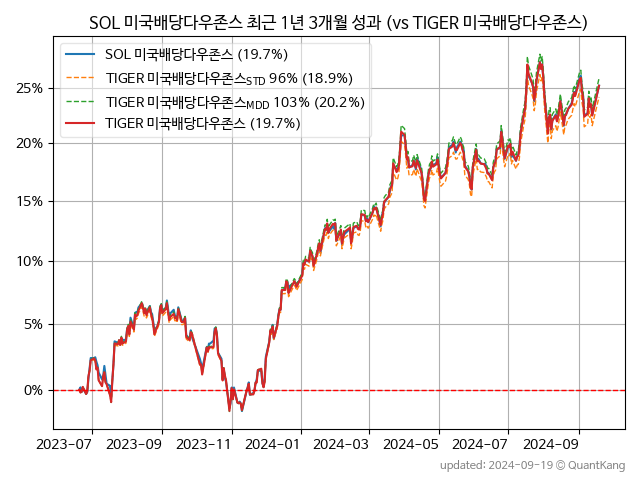 SOL 미국배당다우존스 최근 1년 3개월 성과 (vs TIGER 미국배당다우존스)
SOL 미국배당다우존스 (19.7%)
TIGER 미국배당다우존스STD 96% (18.9%)
TIGER 미국배당다우존스MDD 103% (20.2%)
TIGER 미국배당다우존스 (19.7%)
25%
20%
15%
10%
5%
0%
2023-07 2023-09 2023-11 2024-01 2024-03 2024-05 2024-07 2024-09
updated: 2024-09-19 © QuantKang